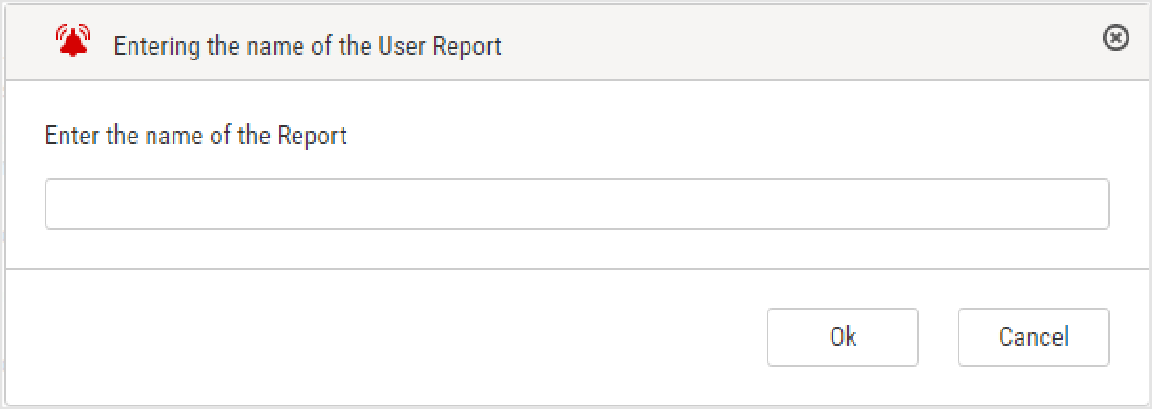 Entering the name of the User Report
Enter the name of the Report
Ok
Cancel